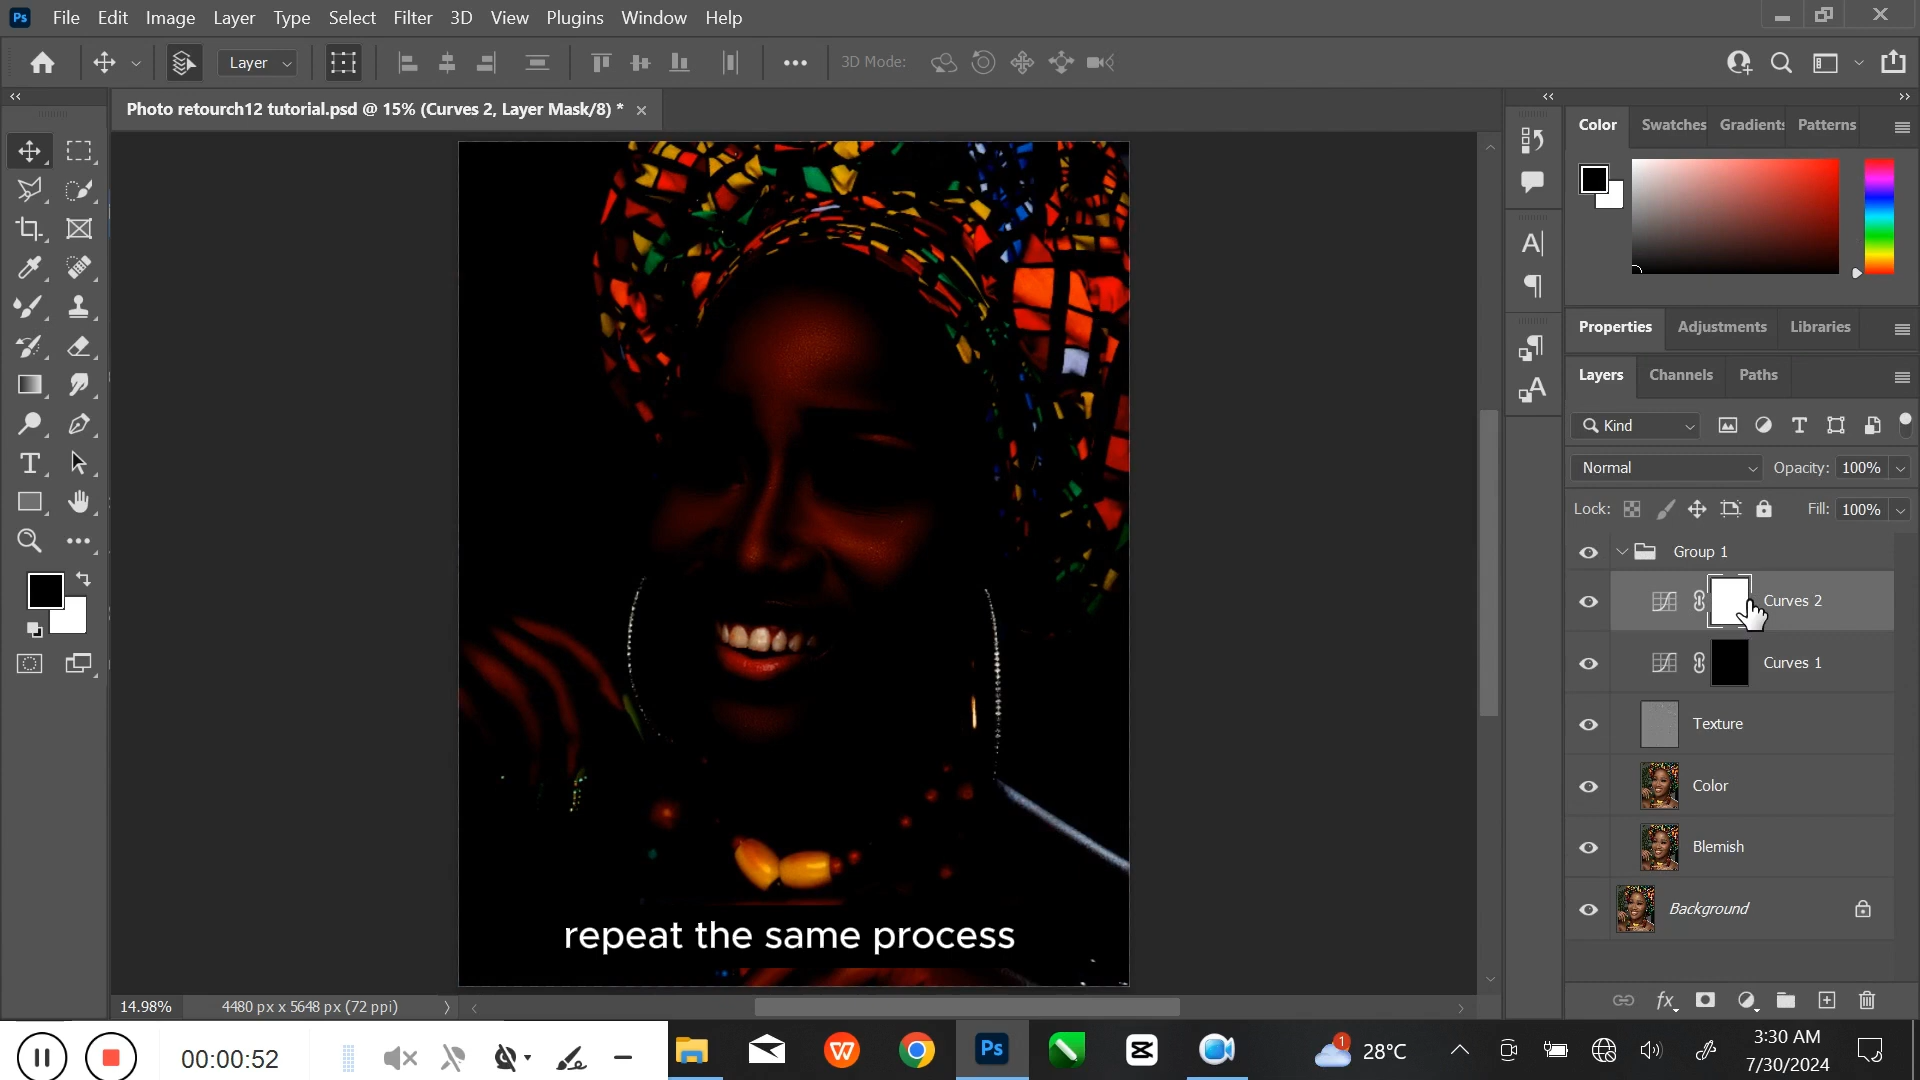 Ps File Edit Image Layer Type Select Filter 3D View Plugins Window Help
Layer 3D Mode:
Photo retourch12 tutorial.psd @ 15% (Curves 2, Layer Mask/8) *
Color Swatches Gradients Patterns
Properties Adjustments Libraries
Layers Channels Paths
Kind
Normal Opacity: 100%
Lock: Fill: 100%
Group 1
Curves 2
Curves 1
Texture
Color
Blemish
Background
repeat the same process
14.98% 4480 px x 5648 px (72 ppi)
fx
00:00:52
W
Ps
1
28°C
3:30 AM
7/30/2024